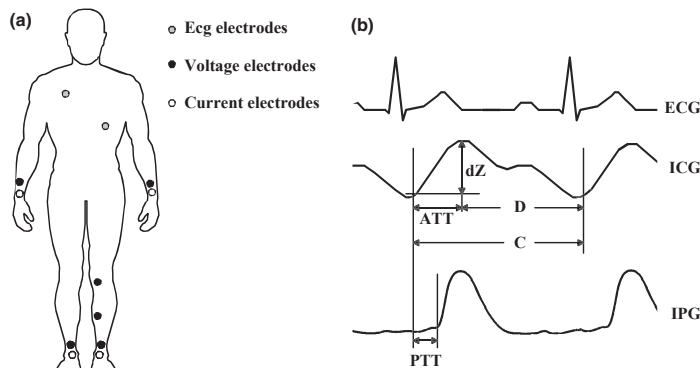 (a)
Ecg electrodes
Voltage electrodes
Current electrodes
(b)
ECG
ICG
dZ
ATT
D
C
IPG
PTT